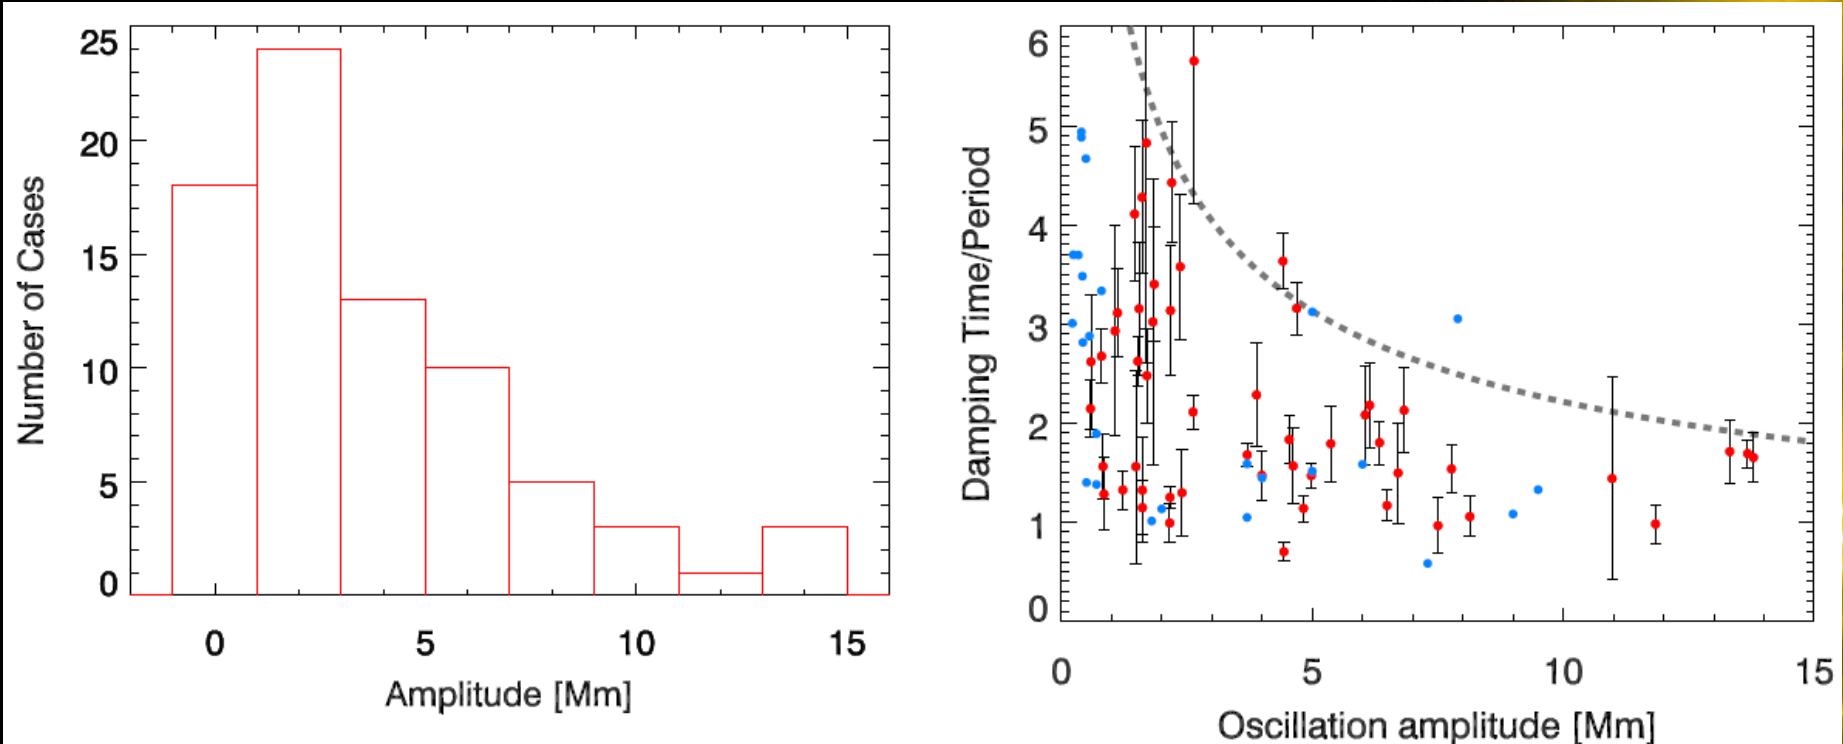 25
20
15
10
5
0
Number of Cases
0 5 10 15
Amplitude [Mm]
6
5
4
3
2
1
0
Damping Time/Period
0 5 10 15
Oscillation amplitude [Mm]